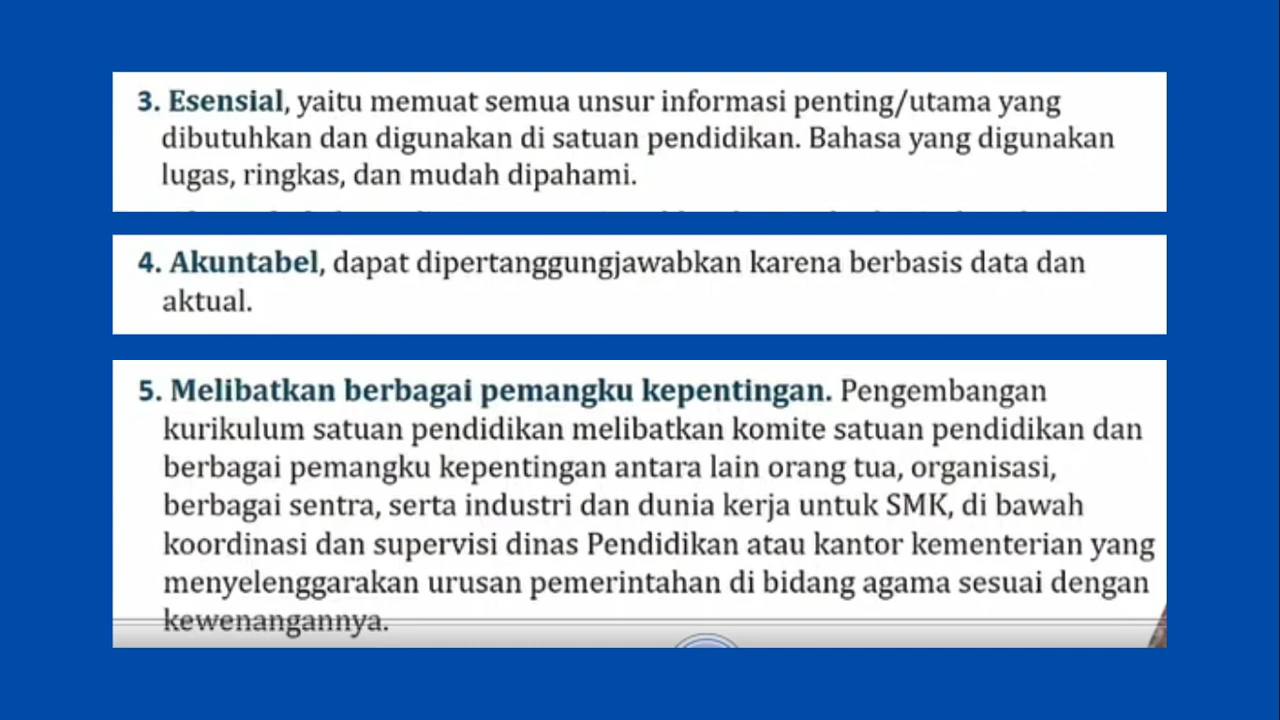 3. Esensial, yaitu memuat semua unsur informasi penting/utama yang
dibutuhkan dan digunakan di satuan pendidikan. Bahasa yang digunakan
lugas, ringkas, dan mudah dipahami.
4. Akuntabel, dapat dipertanggungjawabkan karena berbasis data dan
aktual.
5. Melibatkan berbagai pemangku kepentingan. Pengembangan
kurikulum satuan pendidikan melibatkan komite satuan pendidikan dan
berbagai pemangku kepentingan antara lain orang tua, organisasi,
berbagai sentra, serta industri dan dunia kerja untuk SMK, di bawah
koordinasi dan supervisi dinas Pendidikan atau kantor kementerian yang
menyelenggarakan urusan pemerintahan di bidang agama sesuai dengan
kewenangannya.